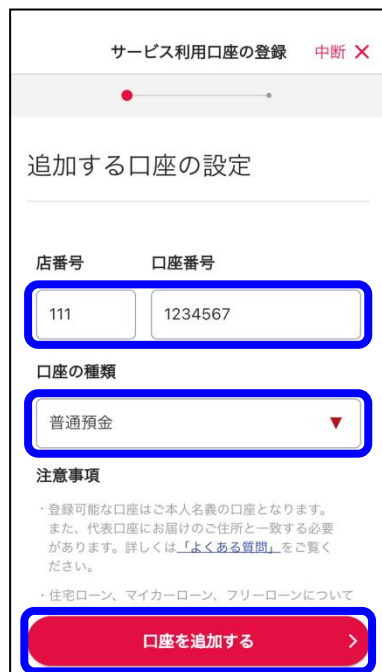 サービス利用口座の登録 中断 ✕
追加する口座の設定
店番号 口座番号
111 1234567
口座の種類
普通預金 ▼
注意事項
・登録可能な口座はご本人名義の口座となります。
また、代表口座にお届けのご住所と一致する必要
があります。詳しくは「よくある質問」をご覧く
ださい。
・住宅ローン、マイカーローン、フリーローンについて
口座を追加する >